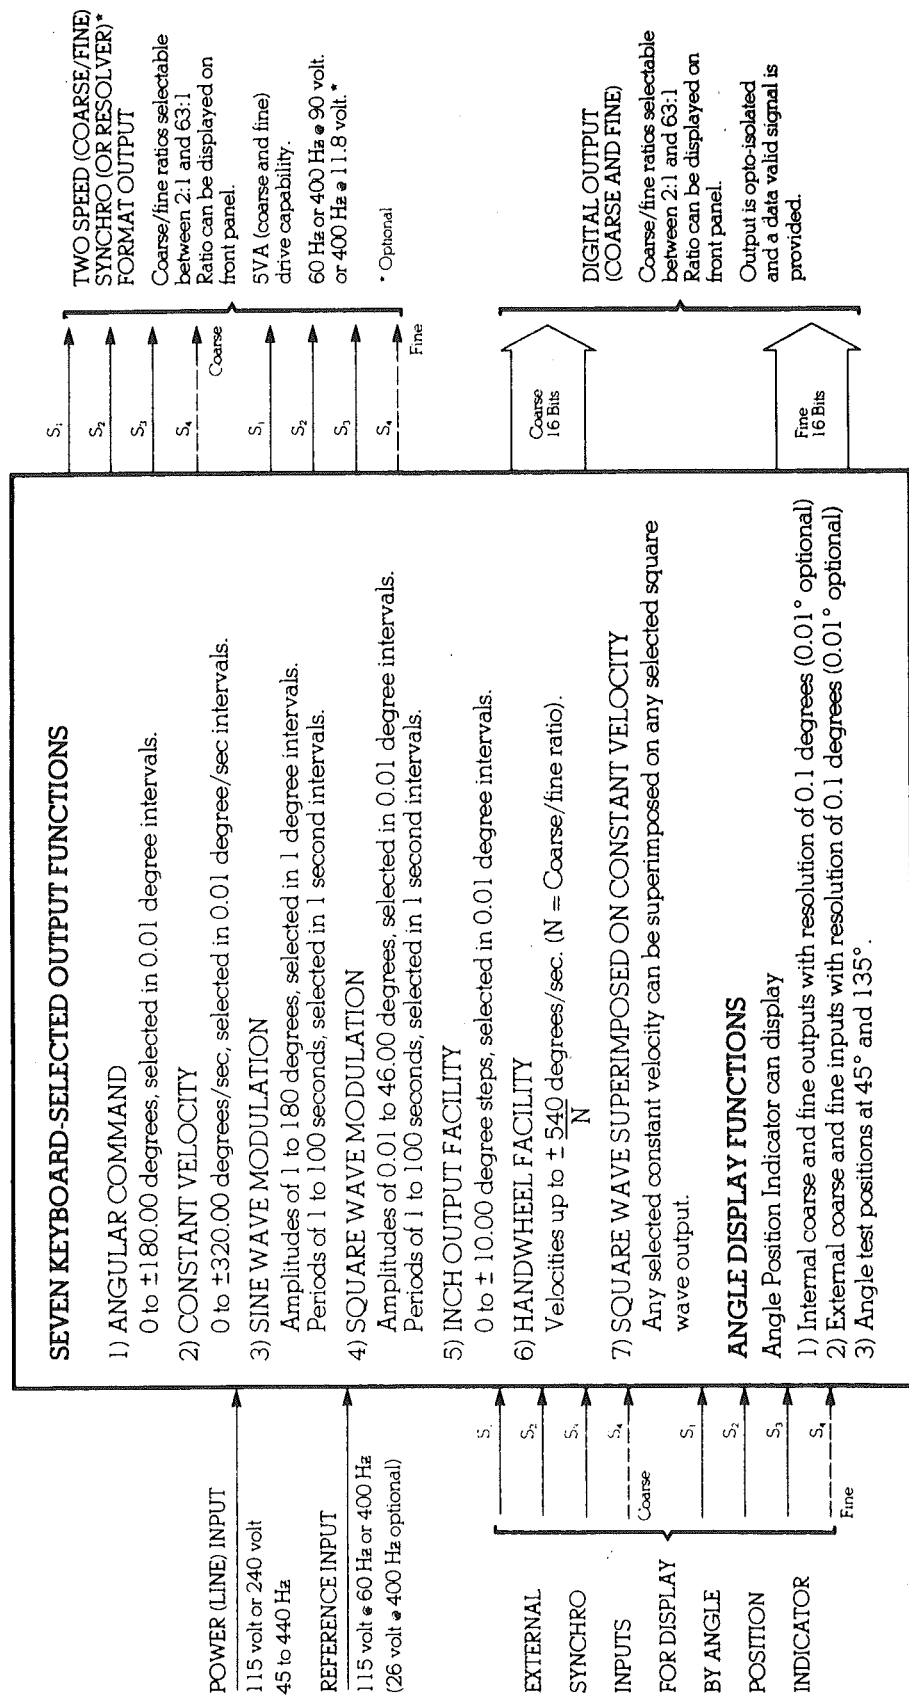 POWER (LINE) INPUT
115 volt or 240 volt
45 to 440 Hz
REFERENCE INPUT
115 volt @ 60 Hz or 400 Hz
(26 volt @ 400 Hz optional)
EXTERNAL
SYNCHRO
INPUTS
FOR DISPLAY
BY ANGLE
POSITION
INDICATOR
S1
S2
S3
S4
Coarse
S1
S2
S3
S4
Fine
SEVEN KEYBOARD-SELECTED OUTPUT FUNCTIONS
1) ANGULAR COMMAND
0 to ±180.00 degrees, selected in 0.01 degree intervals.
2) CONSTANT VELOCITY
0 to ±320.00 degrees/sec, selected in 0.01 degree/sec intervals.
3) SINE WAVE MODULATION
Amplitudes of 1 to 180 degrees, selected in 1 degree intervals.
Periods of 1 to 100 seconds, selected in 1 second intervals.
4) SQUARE WAVE MODULATION
Amplitudes of 0.01 to 46.00 degrees, selected in 0.01 degree intervals.
Periods of 1 to 100 seconds, selected in 1 second intervals.
5) INCH OUTPUT FACILITY
0 to ± 10.00 degree steps, selected in 0.01 degree intervals.
6) HANDWHEEL FACILITY
Velocities up to ± 540 degrees/sec. (N = Coarse/fine ratio).
N
7) SQUARE WAVE SUPERIMPOSED ON CONSTANT VELOCITY
Any selected constant velocity can be superimposed on any selected square
wave output.
ANGLE DISPLAY FUNCTIONS
Angle Position Indicator can display
1) Internal coarse and fine outputs with resolution of 0.1 degrees (0.01° optional)
2) External coarse and fine inputs with resolution of 0.1 degrees (0.01° optional)
3) Angle test positions at 45° and 135°.
S1
S2
S3
S4
Coarse
S1
S2
S3
S4
Fine
Coarse
16 Bits
Fine
16 Bits
TWO SPEED (COARSE/FINE)
SYNCHRO (OR RESOLVER)*
FORMAT OUTPUT
Coarse/fine ratios selectable
between 2:1 and 63:1
Ratio can be displayed on
front panel.
5VA (coarse and fine)
drive capability.
60 Hz or 400 Hz @ 90 volt.
or 400 Hz @ 11.8 volt.*
* Optional
DIGITAL OUTPUT
(COARSE AND FINE)
Coarse/fine ratios selectable
between 2:1 and 63:1
Ratio can be displayed on
front panel.
Output is opto-isolated
and a data valid signal is
provided.